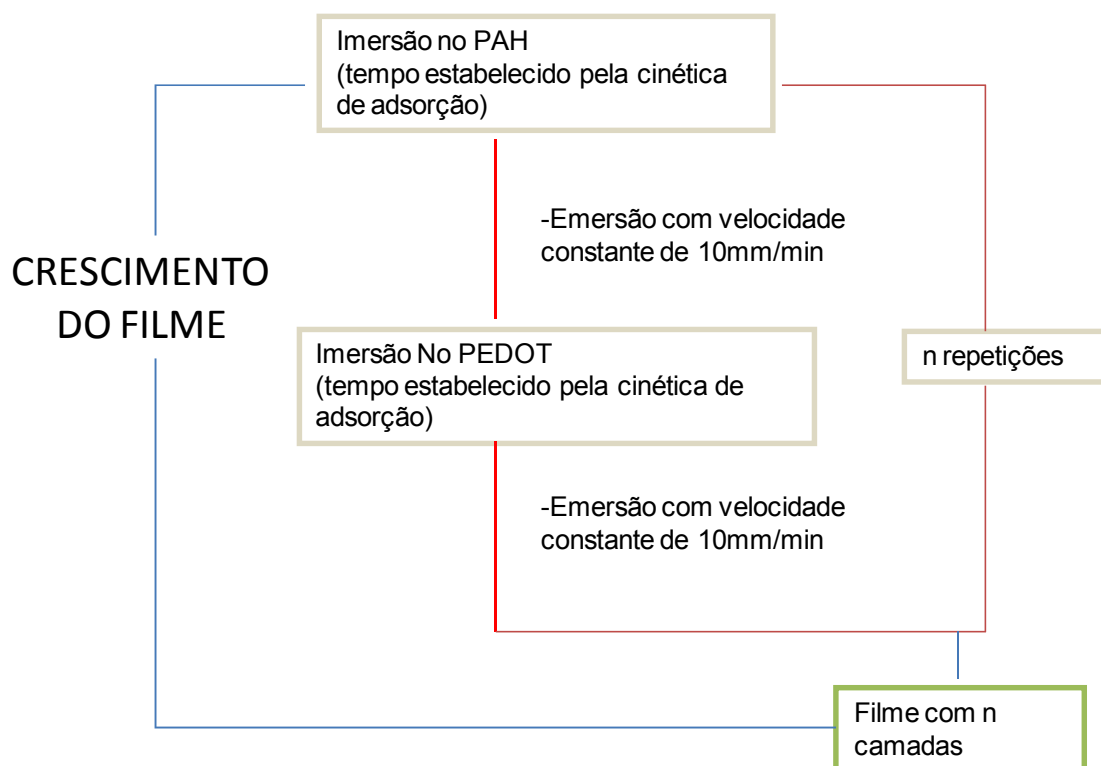 Imersão no PAH
(tempo estabelecido pela cinética
de adsorção)
-Emersão com velocidade
constante de 10mm/min
CRESCIMENTO
DO FILME
Imersão No PEDOT
(tempo estabelecido pela cinética de
adsorção)
n repetições
-Emersão com velocidade
constante de 10mm/min
Filme com n
camadas